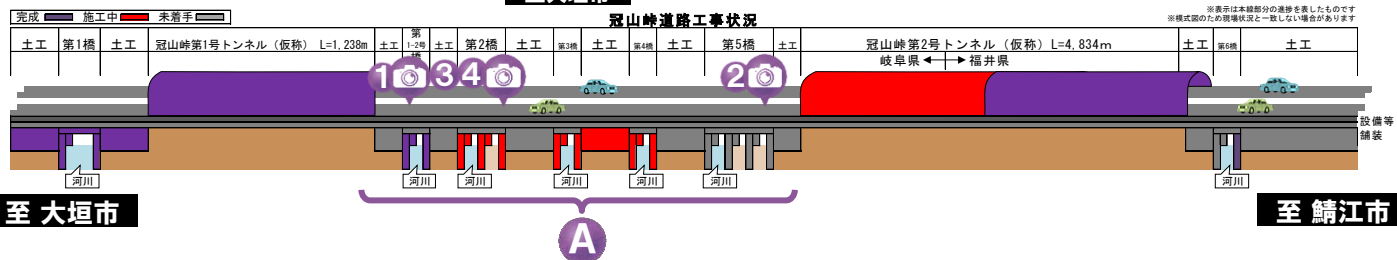 完成 施工中 未着手
冠山峠道路工事状況
※表示は本線部分の進捗を表したものです
※模式図のため現場状況と一致しない場合があります
土工 第1橋 土工 冠山峠第1号トンネル（仮称） L=1,238m 第1-2号橋 土工 第2橋 土工 第3橋 土工 第4橋 土工 第5橋 土工 冠山峠第2号トンネル（仮称）L=4,834m 土工 第6橋 土工
岐阜県 福井県
1 3 4 2
設備等
舗装
河川 河川 河川 河川 河川 河川 河川
至 大垣市
至 鯖江市
A